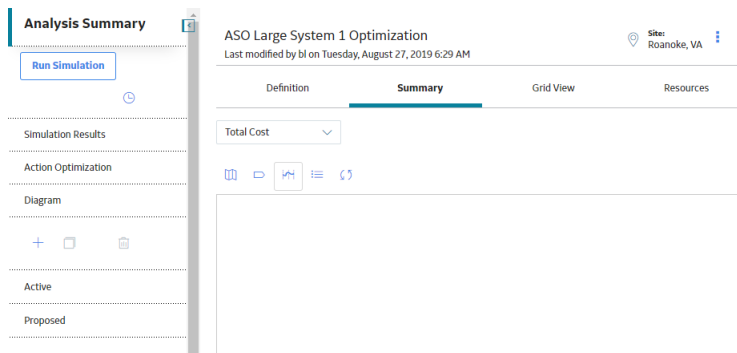 Analysis Summary
Run Simulation
Simulation Results
Action Optimization
Diagram
Active
Proposed
ASO Large System 1 Optimization
Last modified by bl on Tuesday, August 27, 2019 6:29 AM
Site:
Roanoke, VA
Definition
Summary
Grid View
Resources
Total Cost